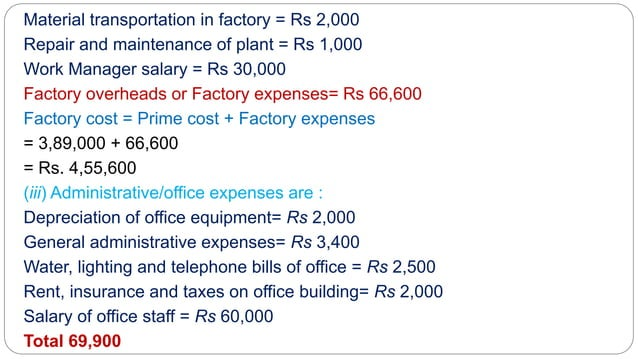 Material transportation in factory = Rs 2,000
Repair and maintenance of plant = Rs 1,000
Work Manager salary = Rs 30,000
Factory overheads or Factory expenses= Rs 66,600
Factory cost = Prime cost + Factory expenses
= 3,89,000 + 66,600
= Rs. 4,55,600
(iii) Administrative/office expenses are :
Depreciation of office equipment= Rs 2,000
General administrative expenses= Rs 3,400
Water, lighting and telephone bills of office = Rs 2,500
Rent, insurance and taxes on office building= Rs 2,000
Salary of office staff = Rs 60,000
Total 69,900